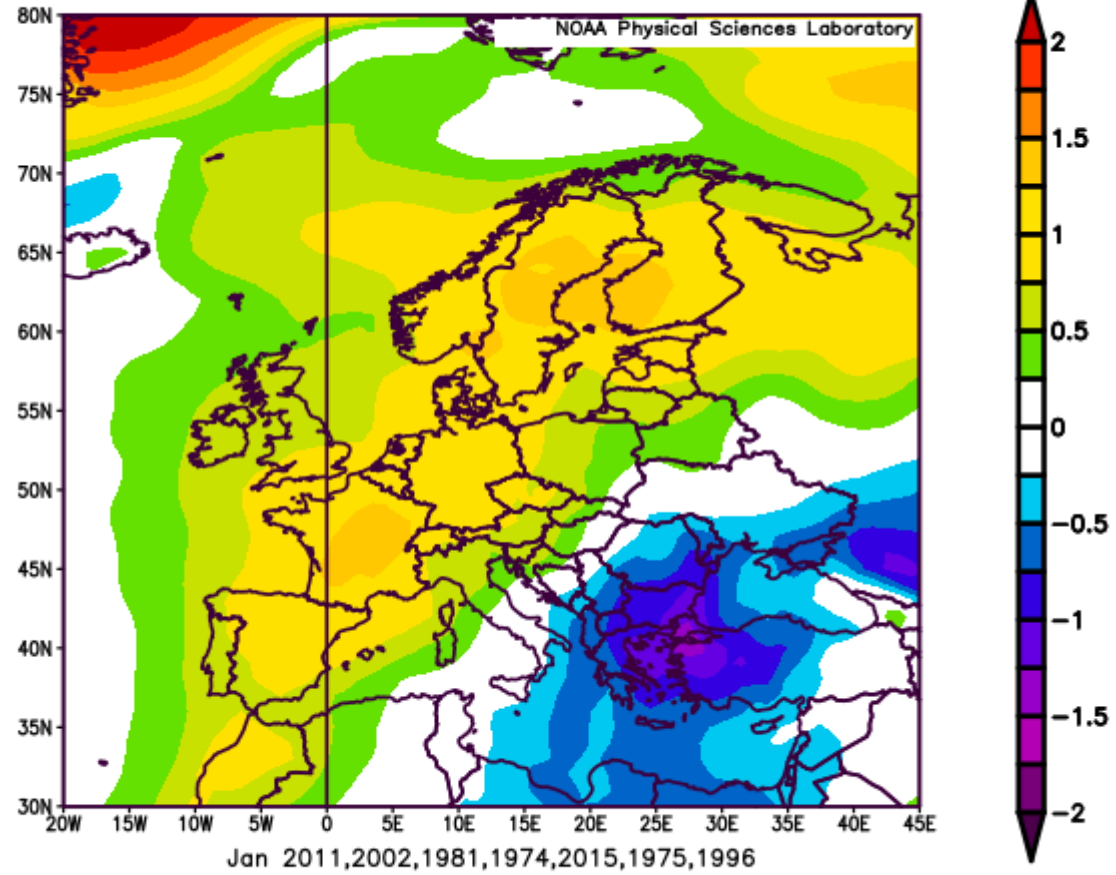 NOAA Physical Sciences Laboratory
80N
75N
70N
65N
60N
55N
50N
45N
40N
35N
30N
20W 15W 10W 5W 0 5E 10E 15E 20E 25E 30E 35E 40E 45E
Jan 2011,2002,1981,1974,2015,1975,1996
2
1.5
1
0.5
0
-0.5
-1
-1.5
-2